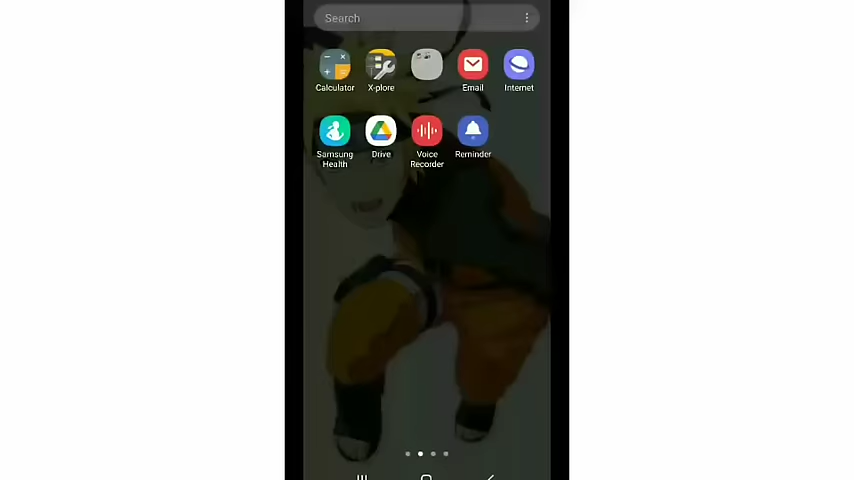 Search
Calculator
X-plore
Email
Internet
Samsung
Health
Drive
Voice
Recorder
Reminder